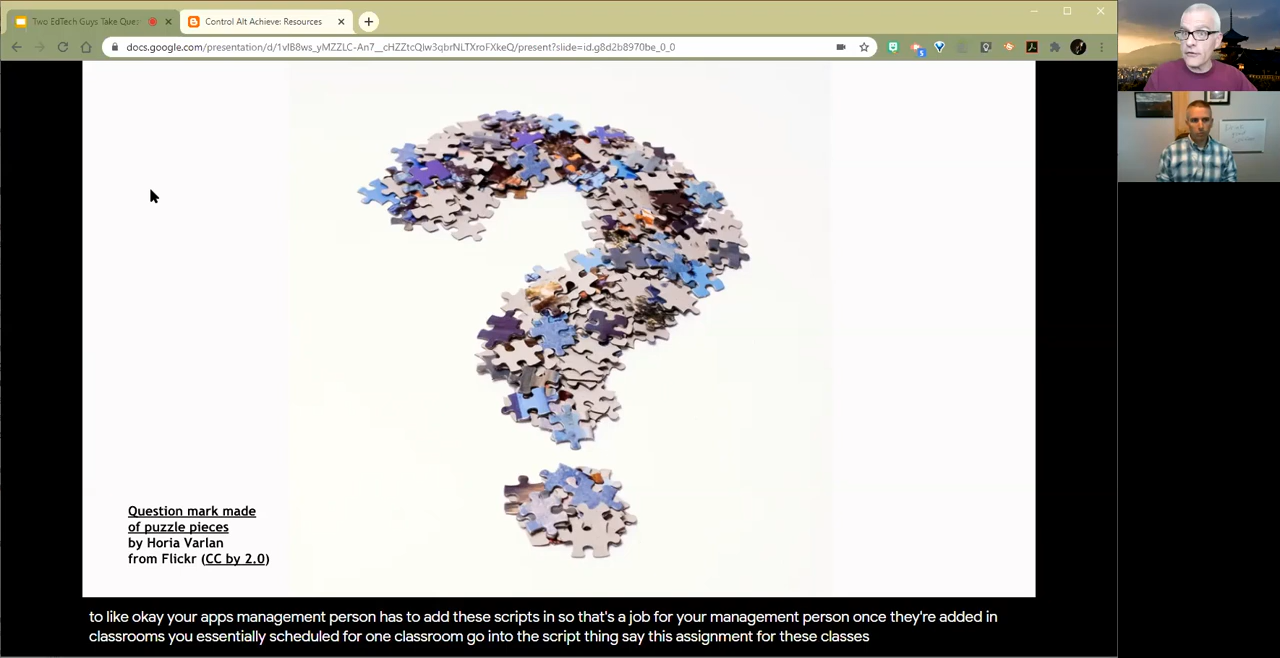 Two EdTech Guys Take Que
Control Alt Achieve: Resources
docs.google.com/presentation/d/1vlB8ws_yMZZLC-An7__cHZZtcQlw3qbrNLTXroFXkeQ/present?slide=id.g8d2b8970be_0_0
5
Question mark made
of puzzle pieces
by Horia Varlan
from Flickr (CC by 2.0)
to like okay your apps management person has to add these scripts in so that's a job for your management person once they're added in
classrooms you essentially scheduled for one classroom go into the script thing say this assignment for these classes